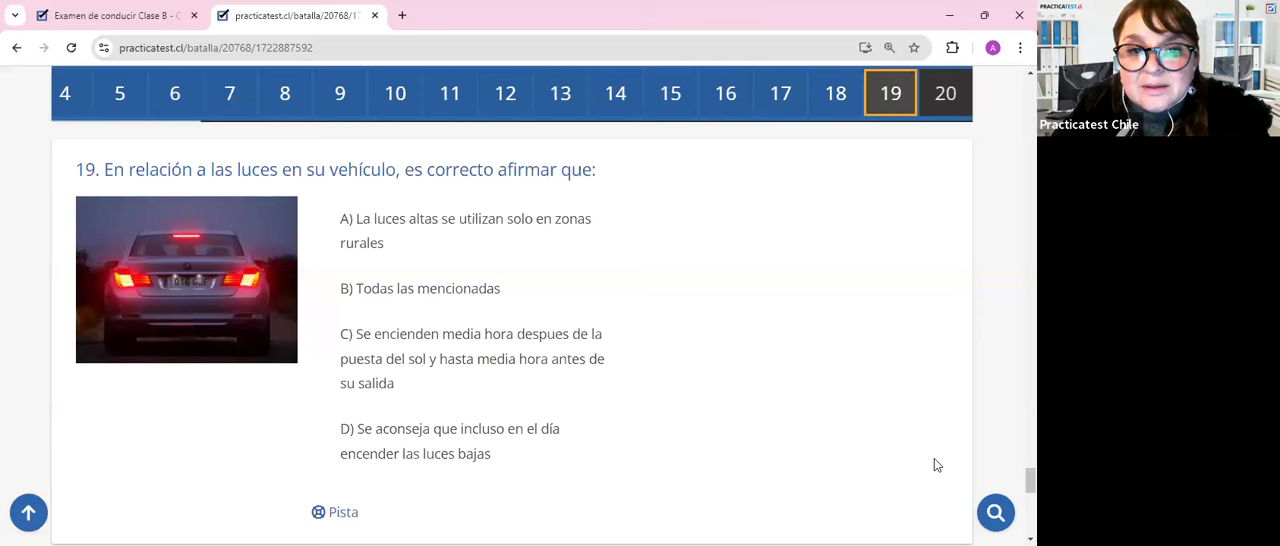 Examen de conducir Clase B - C
practicatest.cl/batalla/20768/17
practicatest.cl/batalla/20768/1722887592
A
PRACTICATEST.cl
Practicatest Chile
4 5 6 7 8 9 10 11 12 13 14 15 16 17 18 19 20
19. En relación a las luces en su vehículo, es correcto afirmar que:
A) La luces altas se utilizan solo en zonas
rurales
B) Todas las mencionadas
C) Se encienden media hora despues de la
puesta del sol y hasta media hora antes de
su salida
D) Se aconseja que incluso en el día
encender las luces bajas
Pista